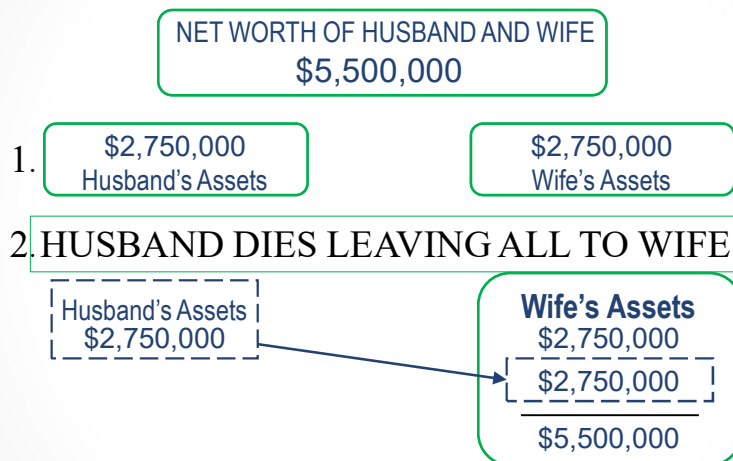 NET WORTH OF HUSBAND AND WIFE
$5,500,000
1.
$2,750,000
Husband's Assets
$2,750,000
Wife's Assets
2. HUSBAND DIES LEAVING ALL TO WIFE
Husband's Assets
$2,750,000
Wife's Assets
$2,750,000
$2,750,000
$5,500,000